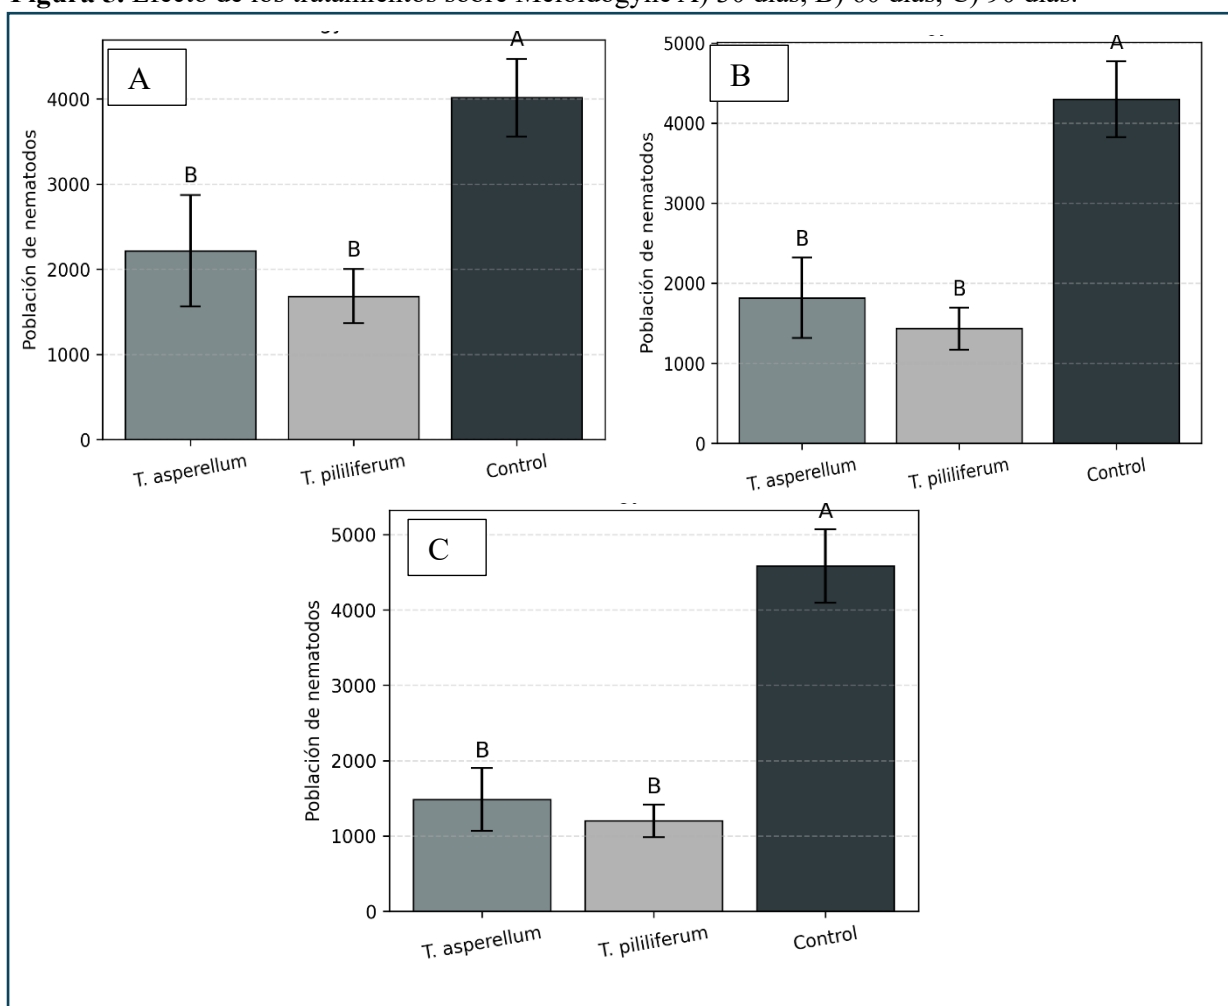 Figura 3. Efecto de los tratamientos sobre Meloidogyne A) 30 días, B) 60 días, C) 90 días.
A
Población de nematodos
4000
3000
2000
1000
0
B
B
A
T. asperellum
T. pililiferum
Control
B
Población de nematodos
5000
4000
3000
2000
1000
0
B
B
A
T. asperellum
T. pililiferum
Control
C
Población de nematodos
5000
4000
3000
2000
1000
0
B
B
A
T. asperellum
T. pililiferum
Control